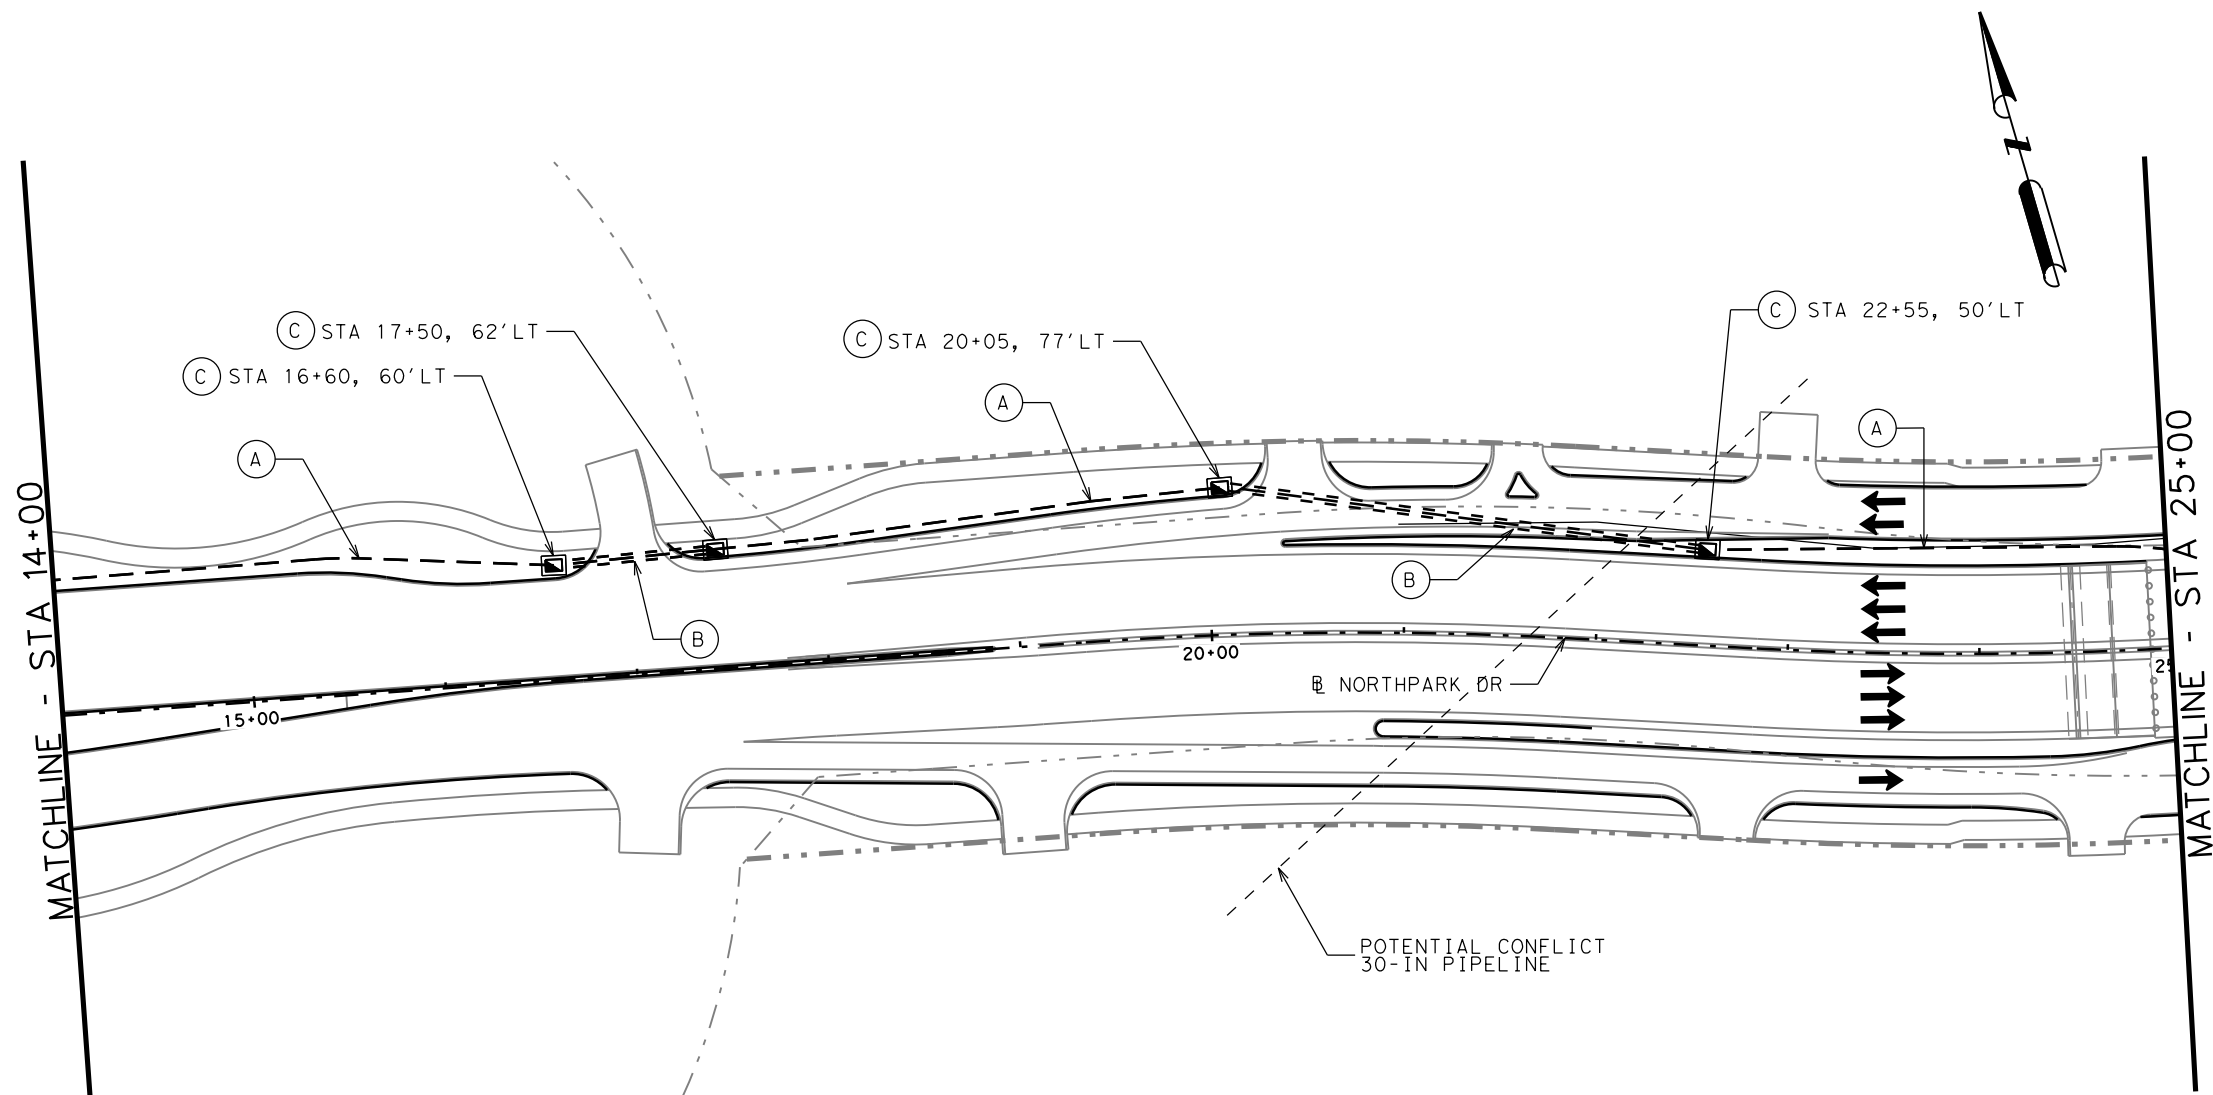 N
C STA 22+55, 50'LT
C STA 17+50, 62'LT
C STA 20+05, 77'LT
C STA 16+60, 60'LT
A
A
A
MATCHLINE - STA 14+00
MATCHLINE - STA 25+00
B
B
20+00
25
BL NORTHPARK DR
15+00
POTENTIAL CONFLICT
30-IN PIPELINE